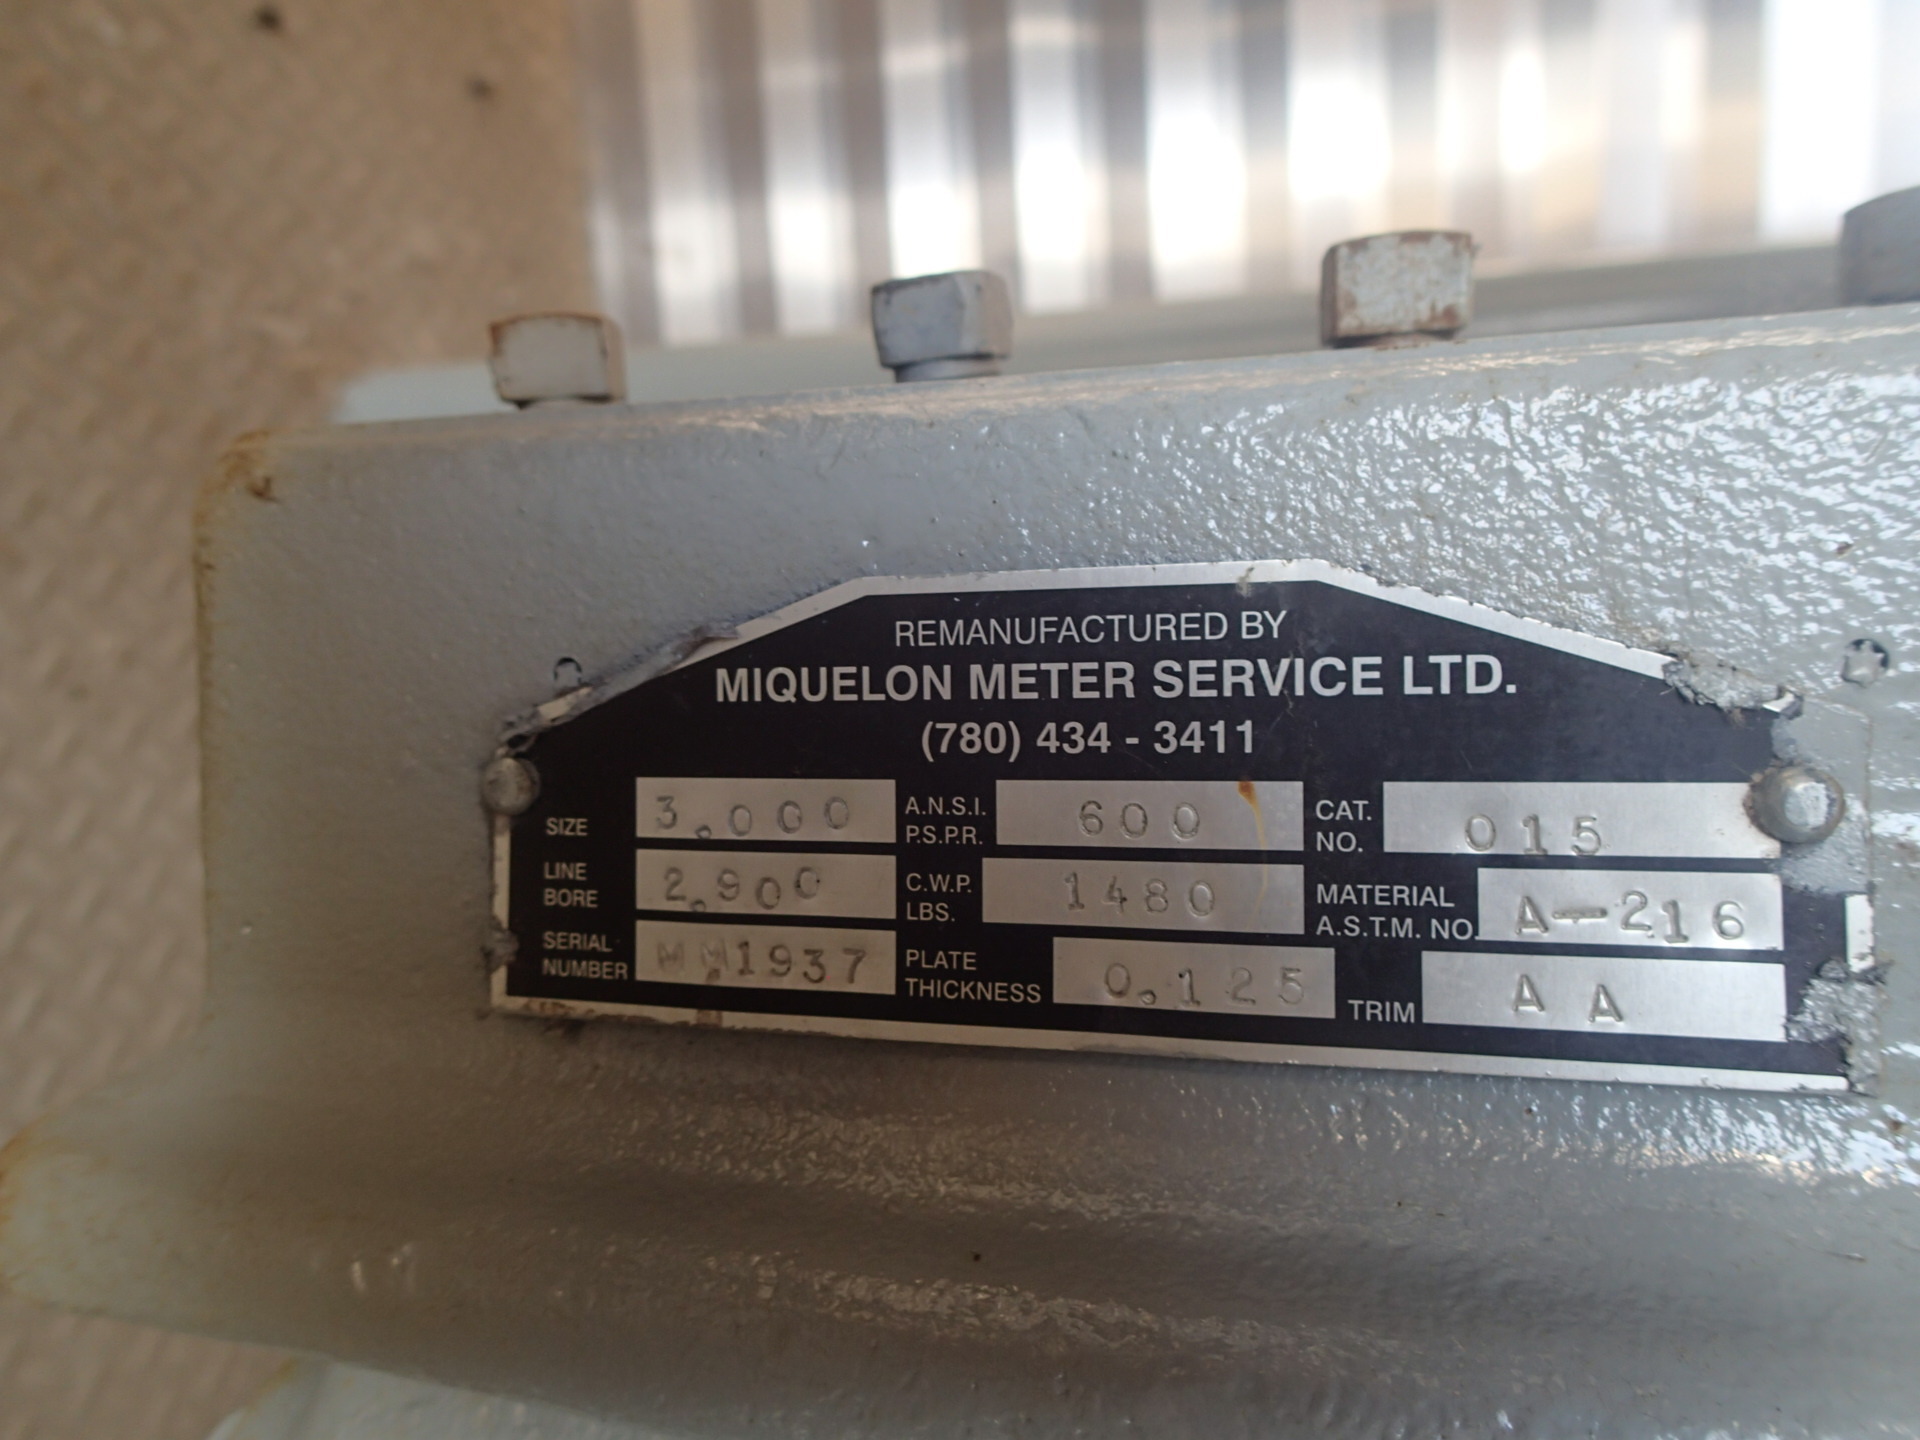 REMANUFACTURED BY
MIQUELON METER SERVICE LTD.
(780) 434 - 3411
SIZE 3.000 A.N.S.I. P.S.P.R. 600 CAT. NO. 015
LINE BORE 2.900 C.W.P. LBS. 1480 MATERIAL A.S.T.M. NO. A-216
SERIAL NUMBER MM1937 PLATE THICKNESS 0.125 TRIM AA